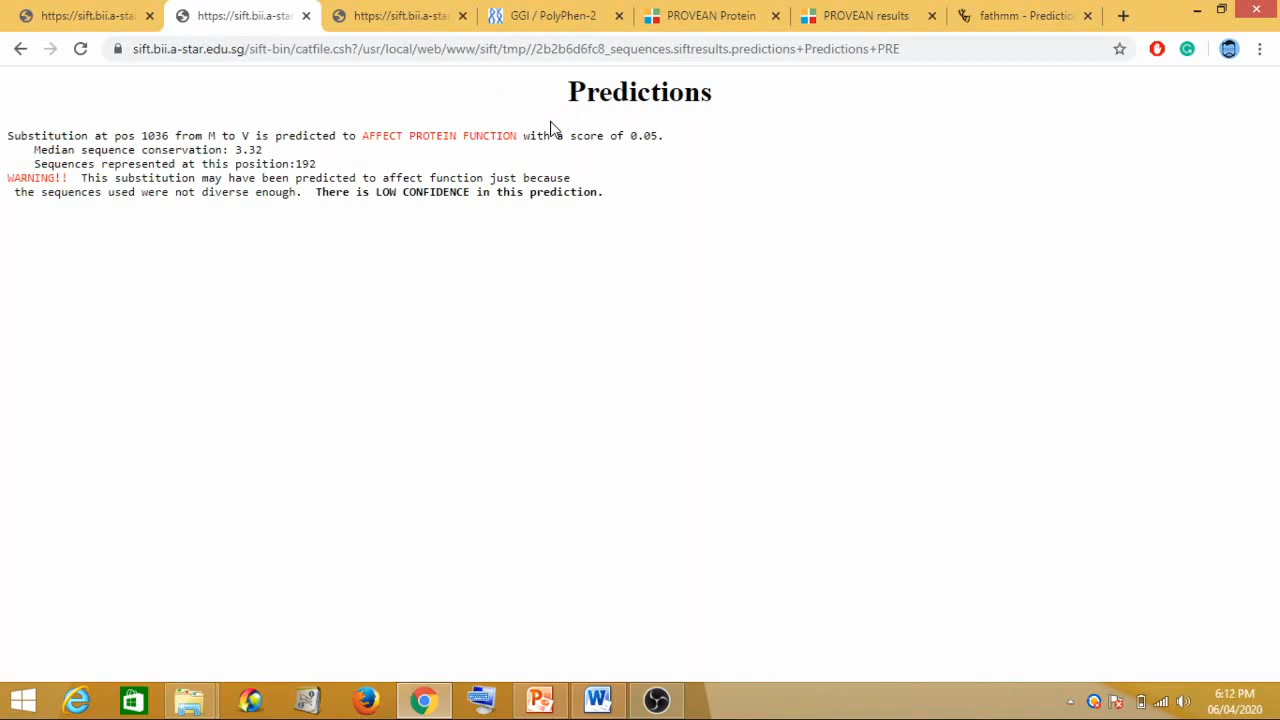 https://sift.bii.a-sta
https://sift.bii.a-sta
https://sift.bii.a-sta
GGI / PolyPhen-2
PROVEAN Protein
PROVEAN results
fathmm - Predictio
sift.bii.a-star.edu.sg/sift-bin/catfile.csh?/usr/local/web/www/sift/tmp//2b2b6d6fc8_sequences.siftresults.predictions+Predictions+PRE
Predictions
Substitution at pos 1036 from M to V is predicted to AFFECT PROTEIN FUNCTION with a score of 0.05.
Median sequence conservation: 3.32
Sequences represented at this position:192
WARNING!! This substitution may have been predicted to affect function just because
the sequences used were not diverse enough. There is LOW CONFIDENCE in this prediction.
6:12 PM
06/04/2020